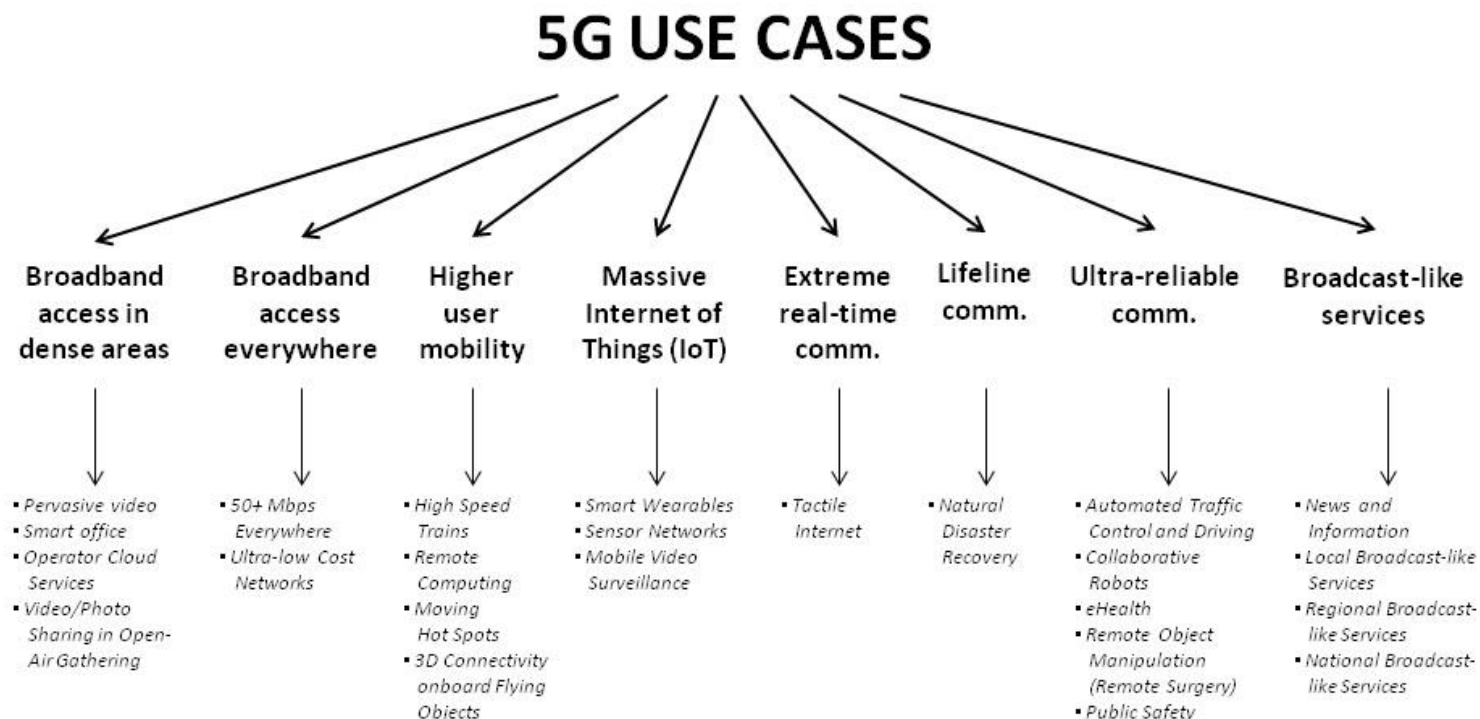 5G USE CASES
Broadband
access in
dense areas
Broadband
access
everywhere
Higher
user
mobility
Massive
Internet of
Things (IoT)
Extreme
real-time
comm.
Lifeline
comm.
Ultra-reliable
comm.
Broadcast-like
services
▪ Pervasive video
▪ Smart office
▪ Operator Cloud
Services
▪ Video/Photo
Sharing in Open-
Air Gathering
▪ 50+ Mbps
Everywhere
▪ Ultra-low Cost
Networks
▪ High Speed
Trains
▪ Remote
Computing
▪ Moving
Hot Spots
▪ 3D Connectivity
onboard Flying
Objects
▪ Smart Wearables
▪ Sensor Networks
▪ Mobile Video
Surveillance
▪ Tactile
Internet
▪ Natural
Disaster
Recovery
▪ Automated Traffic
Control and Driving
▪ Collaborative
Robots
▪ eHealth
▪ Remote Object
Manipulation
(Remote Surgery)
▪ Public Safety
▪ News and
Information
▪ Local Broadcast-like
Services
▪ Regional Broadcast-
like Services
▪ National Broadcast-
like Services